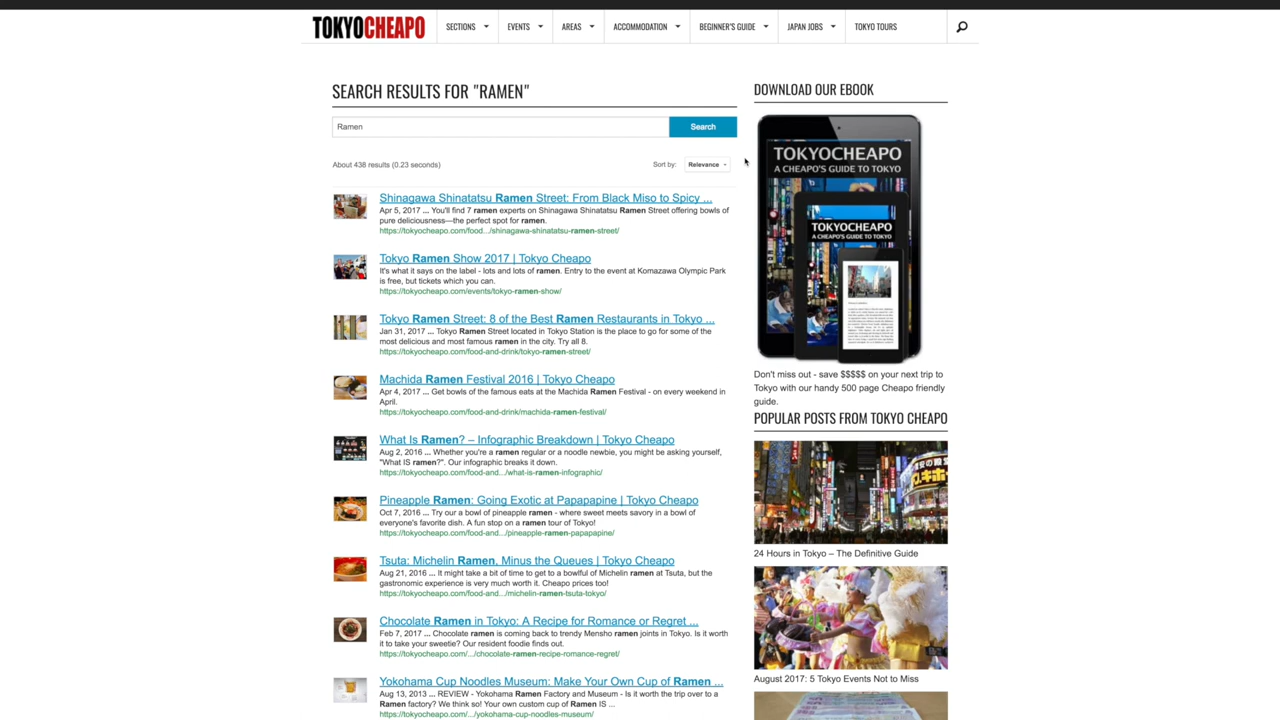 TOKYOCHEAPO
SECTIONS
EVENTS
AREAS
ACCOMMODATION
BEGINNER'S GUIDE
JAPAN JOBS
TOKYO TOURS
SEARCH RESULTS FOR "RAMEN"
Ramen
Search
About 438 results (0.23 seconds)
Sort by:
Relevance
Shinagawa Shinatatsu Ramen Street: From Black Miso to Spicy ...
Apr 5, 2017 ... You'll find 7 ramen experts on Shinagawa Shinatatsu Ramen Street offering bowls of
pure deliciousness—the perfect spot for ramen.
https://tokyocheapo.com/food.../shinagawa-shinatatsu-ramen-street/
Tokyo Ramen Show 2017 | Tokyo Cheapo
It's what it says on the label - lots and lots of ramen. Entry to the event at Komazawa Olympic Park
is free, but tickets which you can.
https://tokyocheapo.com/events/tokyo-ramen-show/
Tokyo Ramen Street: 8 of the Best Ramen Restaurants in Tokyo ...
Jan 31, 2017 ... Tokyo Ramen Street located in Tokyo Station is the place to go for some of the
most delicious and most famous ramen in the city. Try all 8.
https://tokyocheapo.com/food-and-drink/tokyo-ramen-street/
Machida Ramen Festival 2016 | Tokyo Cheapo
Apr 4, 2017 ... Get bowls of the famous eats at the Machida Ramen Festival - on every weekend in
April.
https://tokyocheapo.com/food-and-drink/machida-ramen-festival/
What Is Ramen? – Infographic Breakdown | Tokyo Cheapo
Aug 2, 2016 ... Whether you're a ramen regular or a noodle newbie, you might be asking yourself,
"What IS ramen?". Our infographic breaks it down.
https://tokyocheapo.com/food-and.../what-is-ramen-infographic/
Pineapple Ramen: Going Exotic at Papapapine | Tokyo Cheapo
Oct 7, 2016 ... Try our a bowl of pineapple ramen - where sweet meets savory in a bowl of
everyone's favorite dish. A fun stop on a ramen tour of Tokyo!
https://tokyocheapo.com/food-and.../pineapple-ramen-papapapine/
Tsuta: Michelin Ramen, Minus the Queues | Tokyo Cheapo
Aug 21, 2016 ... It might take a bit of time to get to a bowlful of Michelin ramen at Tsuta, but the
gastronomic experience is very much worth it. Cheap prices too!
https://tokyocheapo.com/food-and.../michelin-ramen-tsuta-tokyo/
Chocolate Ramen in Tokyo: A Recipe for Romance or Regret ...
Feb 7, 2017 ... Chocolate ramen is coming back to trendy Mensho ramen joints in Tokyo. Is it worth
it to take your sweetie? Our resident foodie finds out.
https://tokyocheapo.com/.../chocolate-ramen-recipe-romance-regret/
Yokohama Cup Noodles Museum: Make Your Own Cup of Ramen ...
Aug 13, 2013 ... REVIEW - Yokohama Ramen Factory and Museum - Is it worth the trip over to a
Ramen factory? We think so! Your own custom cup of Ramen IS ...
https://tokyocheapo.com/.../yokohama-cup-noodles-museum/
DOWNLOAD OUR EBOOK
TOKYOCHEAPO
A CHEAPO'S GUIDE TO TOKYO
TOKYOCHEAPO
A CHEAPO'S GUIDE TO TOKYO
Don't miss out - save $$$$$ on your next trip to
Tokyo with our handy 500 page Cheapo friendly
guide.
POPULAR POSTS FROM TOKYO CHEAPO
24 Hours in Tokyo – The Definitive Guide
August 2017: 5 Tokyo Events Not to Miss